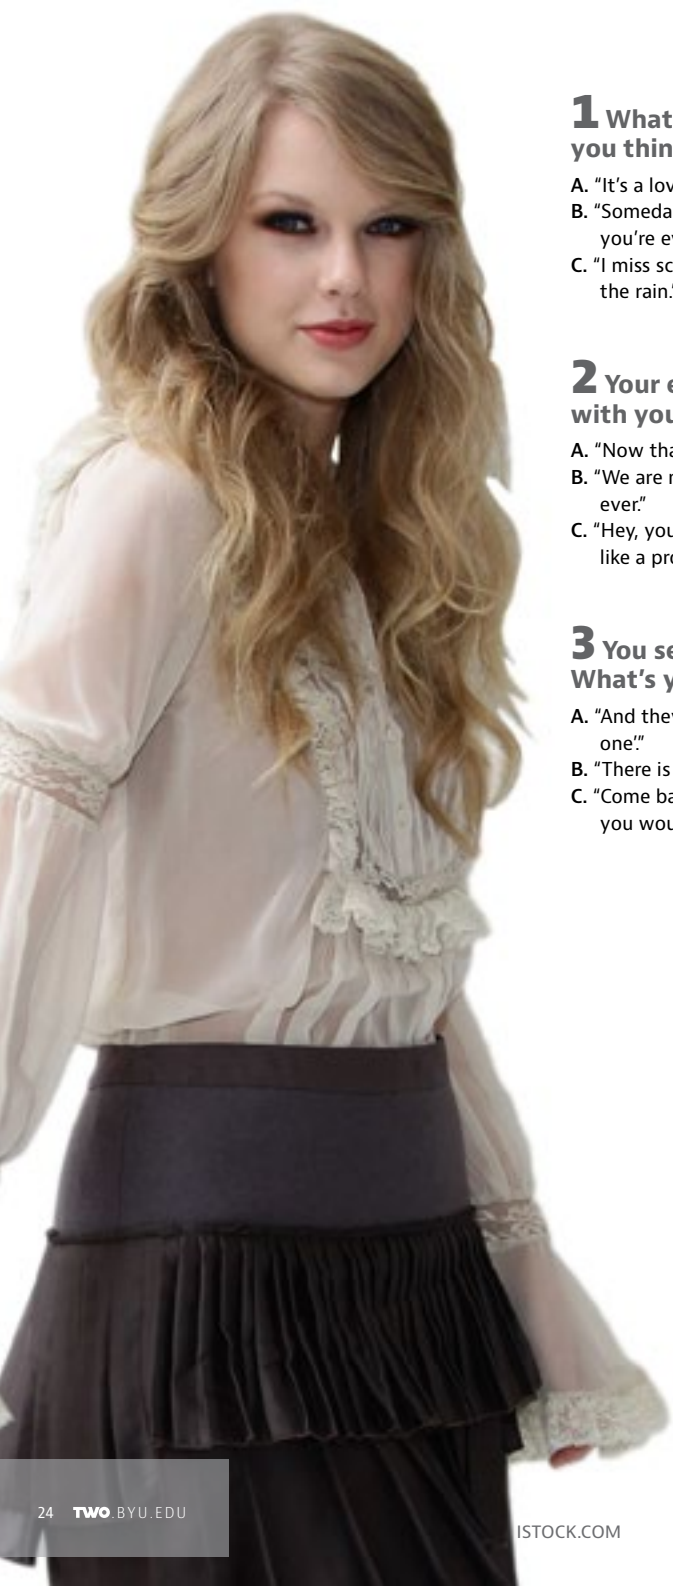 1 What
you thin
A. “It’s a lov
B. “Someda
you’re ev
C. “I miss sc
the rain.”
2 Your e
with you
A. “Now tha
B. “We are n
ever.”
C. “Hey, you
like a pro
3 You se
What’s y
A. “And they
one’.”
B. “There is
C. “Come ba
you wou
24 TWO.BYU.EDU
ISTOCK.COM